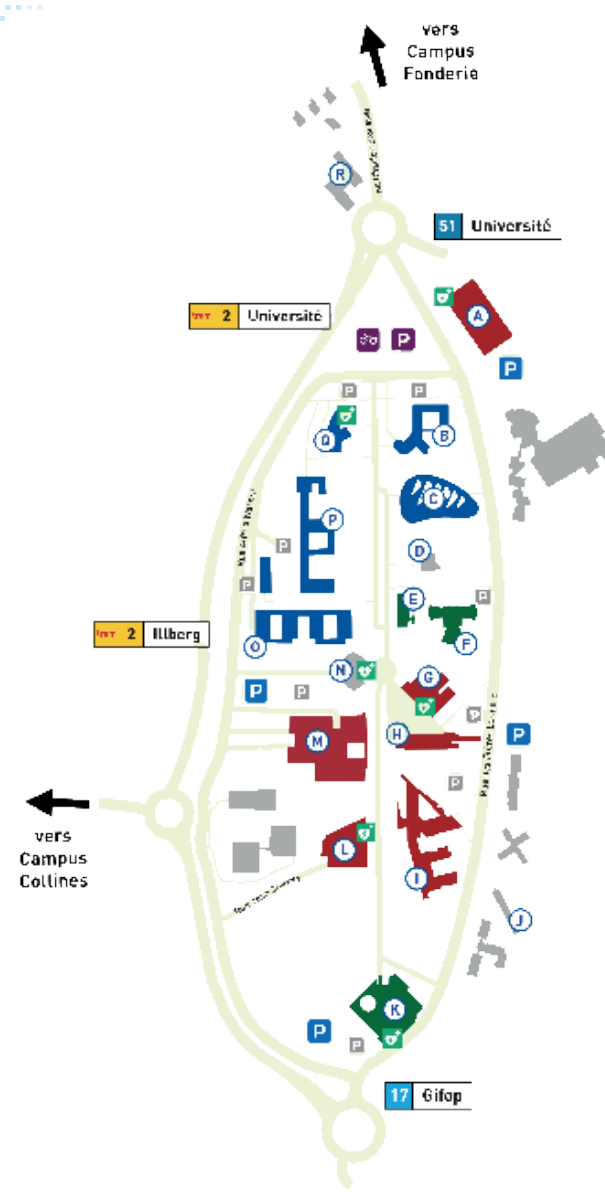 vers
Campus
Fonderie
R
51 Université
2 Université
A
P
P
P
P
Q
B
P
C
P
D
P
P
E
F
2 Illberg
O
N
G
P
P
P
H
M
P
P
vers
Campus
Collines
L
I
J
K
P
P
17 Gifop